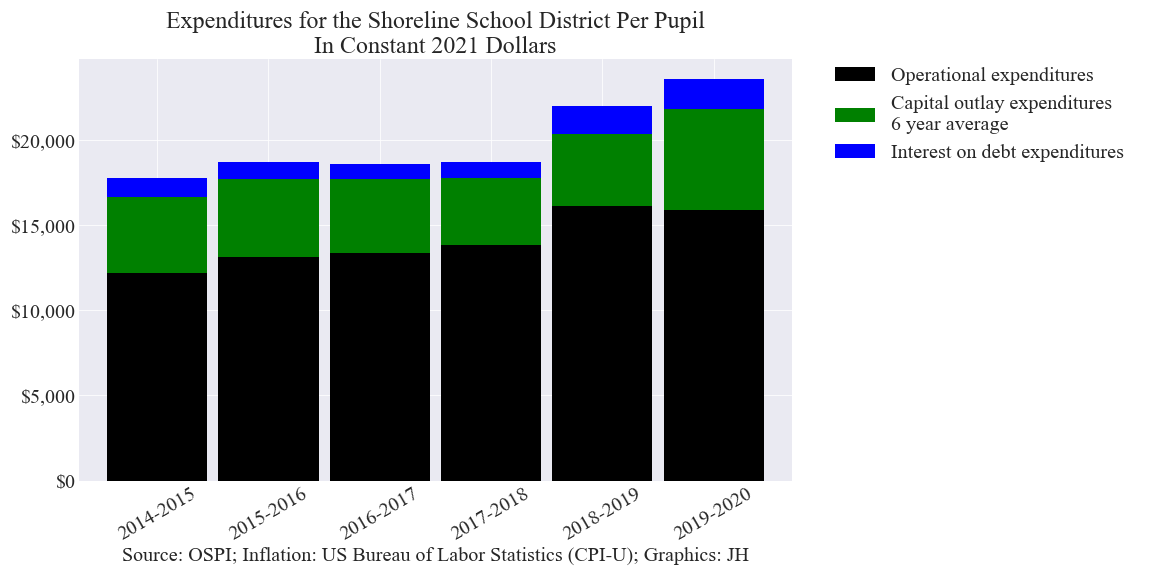 Expenditures for the Shoreline School District Per Pupil
In Constant 2021 Dollars
Operational expenditures
Capital outlay expenditures
6 year average
Interest on debt expenditures
$20,000
$15,000
$10,000
$5,000
$0
2014-2015
2015-2016
2016-2017
2017-2018
2018-2019
2019-2020
Source: OSPI; Inflation: US Bureau of Labor Statistics (CPI-U); Graphics: JH